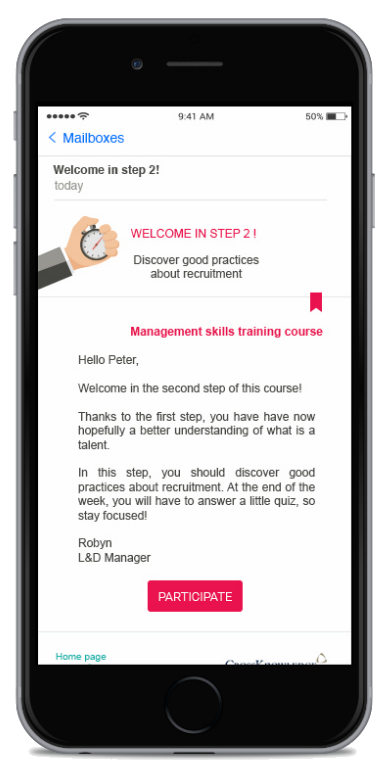 9:41 AM
50%
< Mailboxes
Welcome in step 2!
today
WELCOME IN STEP 2 !
Discover good practices
about recruitment
Management skills training course
Hello Peter,
Welcome in the second step of this course!
Thanks to the first step, you have have now
hopefully a better understanding of what is a
talent.
In this step, you should discover good
practices about recruitment. At the end of the
week, you will have to answer a little quiz, so
stay focused!
Robyn
L&D Manager
PARTICIPATE
Home page